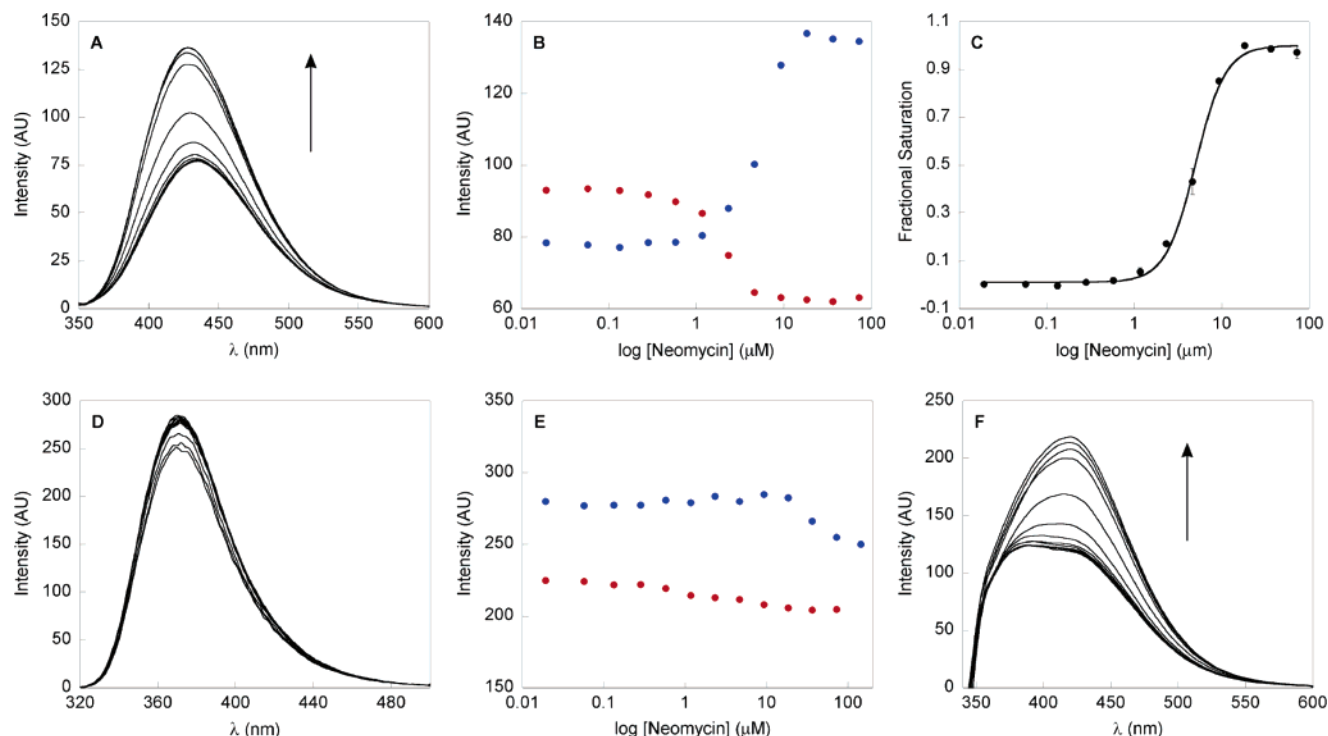 A
Intensity (AU)
150
125
100
75
50
25
0
350 400 450 500 550 600
λ (nm)
B
Intensity (AU)
140
120
100
80
60
0.01 0.1 1 10 100
log [Neomycin] (μM)
C
Fractional Saturation
1.1
0.9
0.7
0.5
0.3
0.1
-0.1
0.01 0.1 1 10 100
log [Neomycin] (μm)
D
Intensity (AU)
300
250
200
150
100
50
0
320 360 400 440 480
λ (nm)
E
Intensity (AU)
350
300
250
200
150
0.01 0.1 1 10 100
log [Neomycin] (μM)
F
Intensity (AU)
250
200
150
100
50
0
350 400 450 500 550 600
λ (nm)